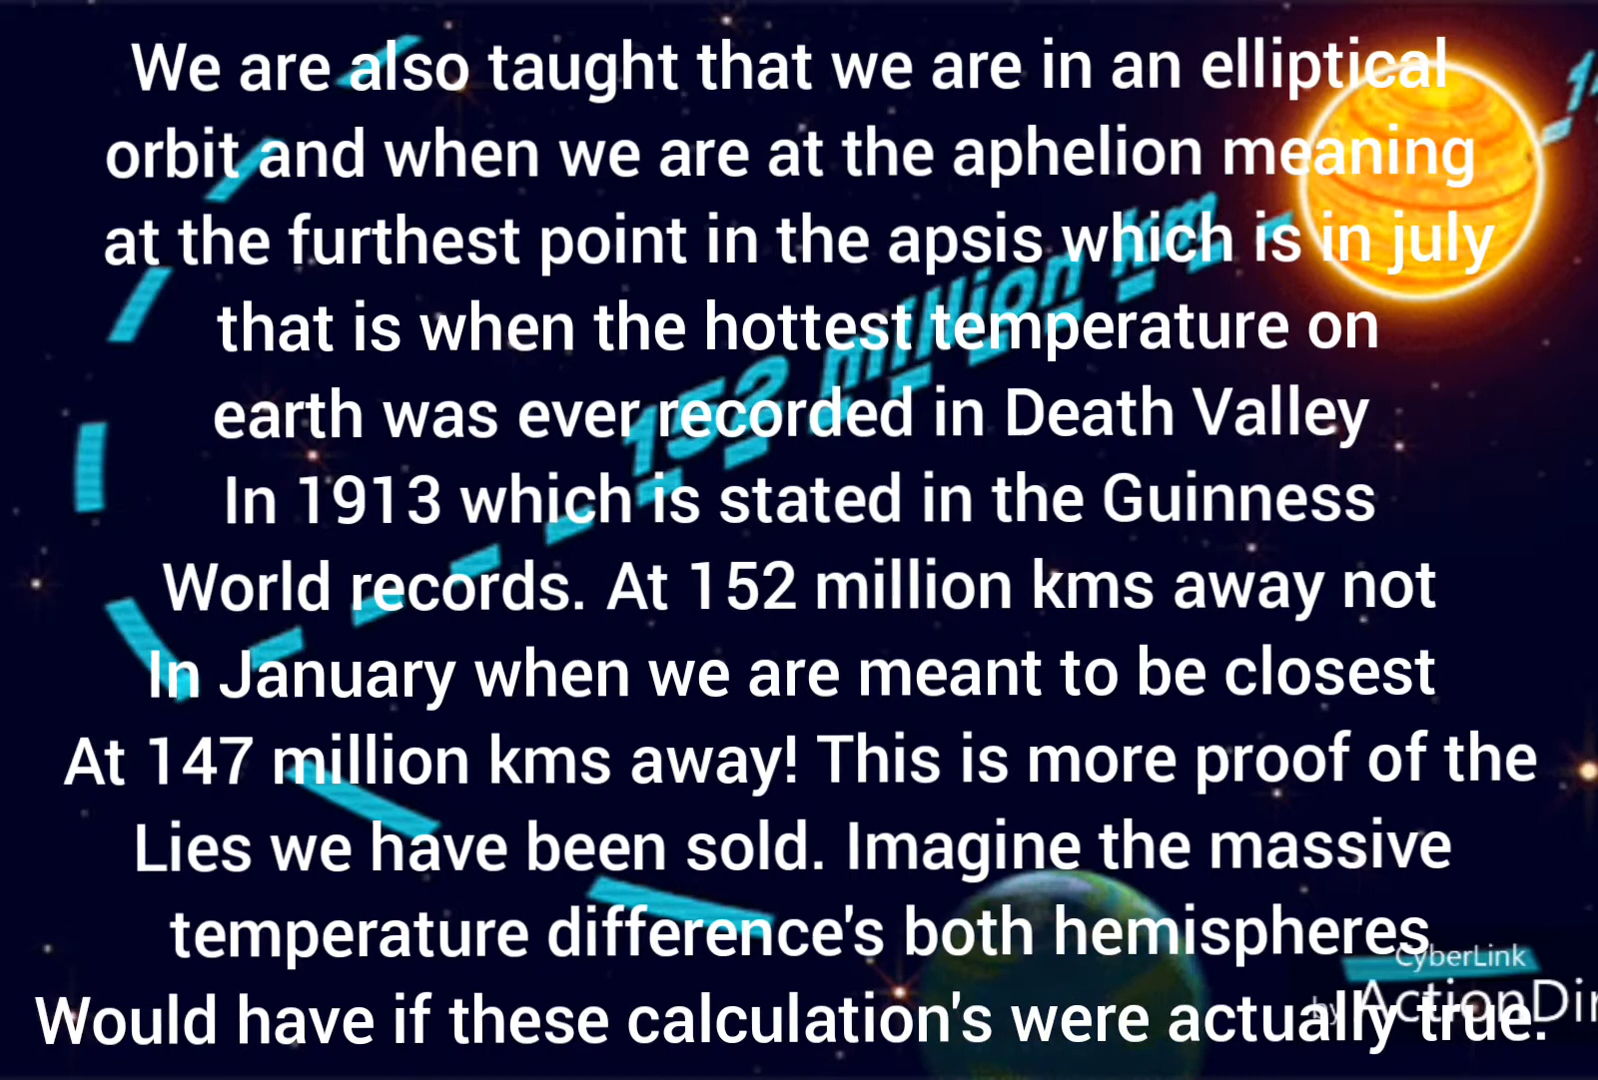 We are also taught that we are in an elliptical
orbit and when we are at the aphelion meaning
at the furthest point in the apsis which is in july
that is when the hottest temperature on
earth was ever recorded in Death Valley
In 1913 which is stated in the Guinness
World records. At 152 million kms away not
In January when we are meant to be closest
At 147 million kms away! This is more proof of the
Lies we have been sold. Imagine the massive
temperature difference's both hemispheres
Would have if these calculation's were actually true.
152 million km
CyberLink
by ActionDir